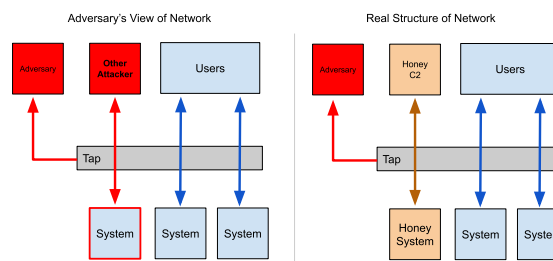 Adversary's View of Network
Adversary
Other
Attacker
Users
Tap
System
System
System
Real Structure of Network
Adversary
Honey
C2
Users
Tap
Honey
System
System
Syste